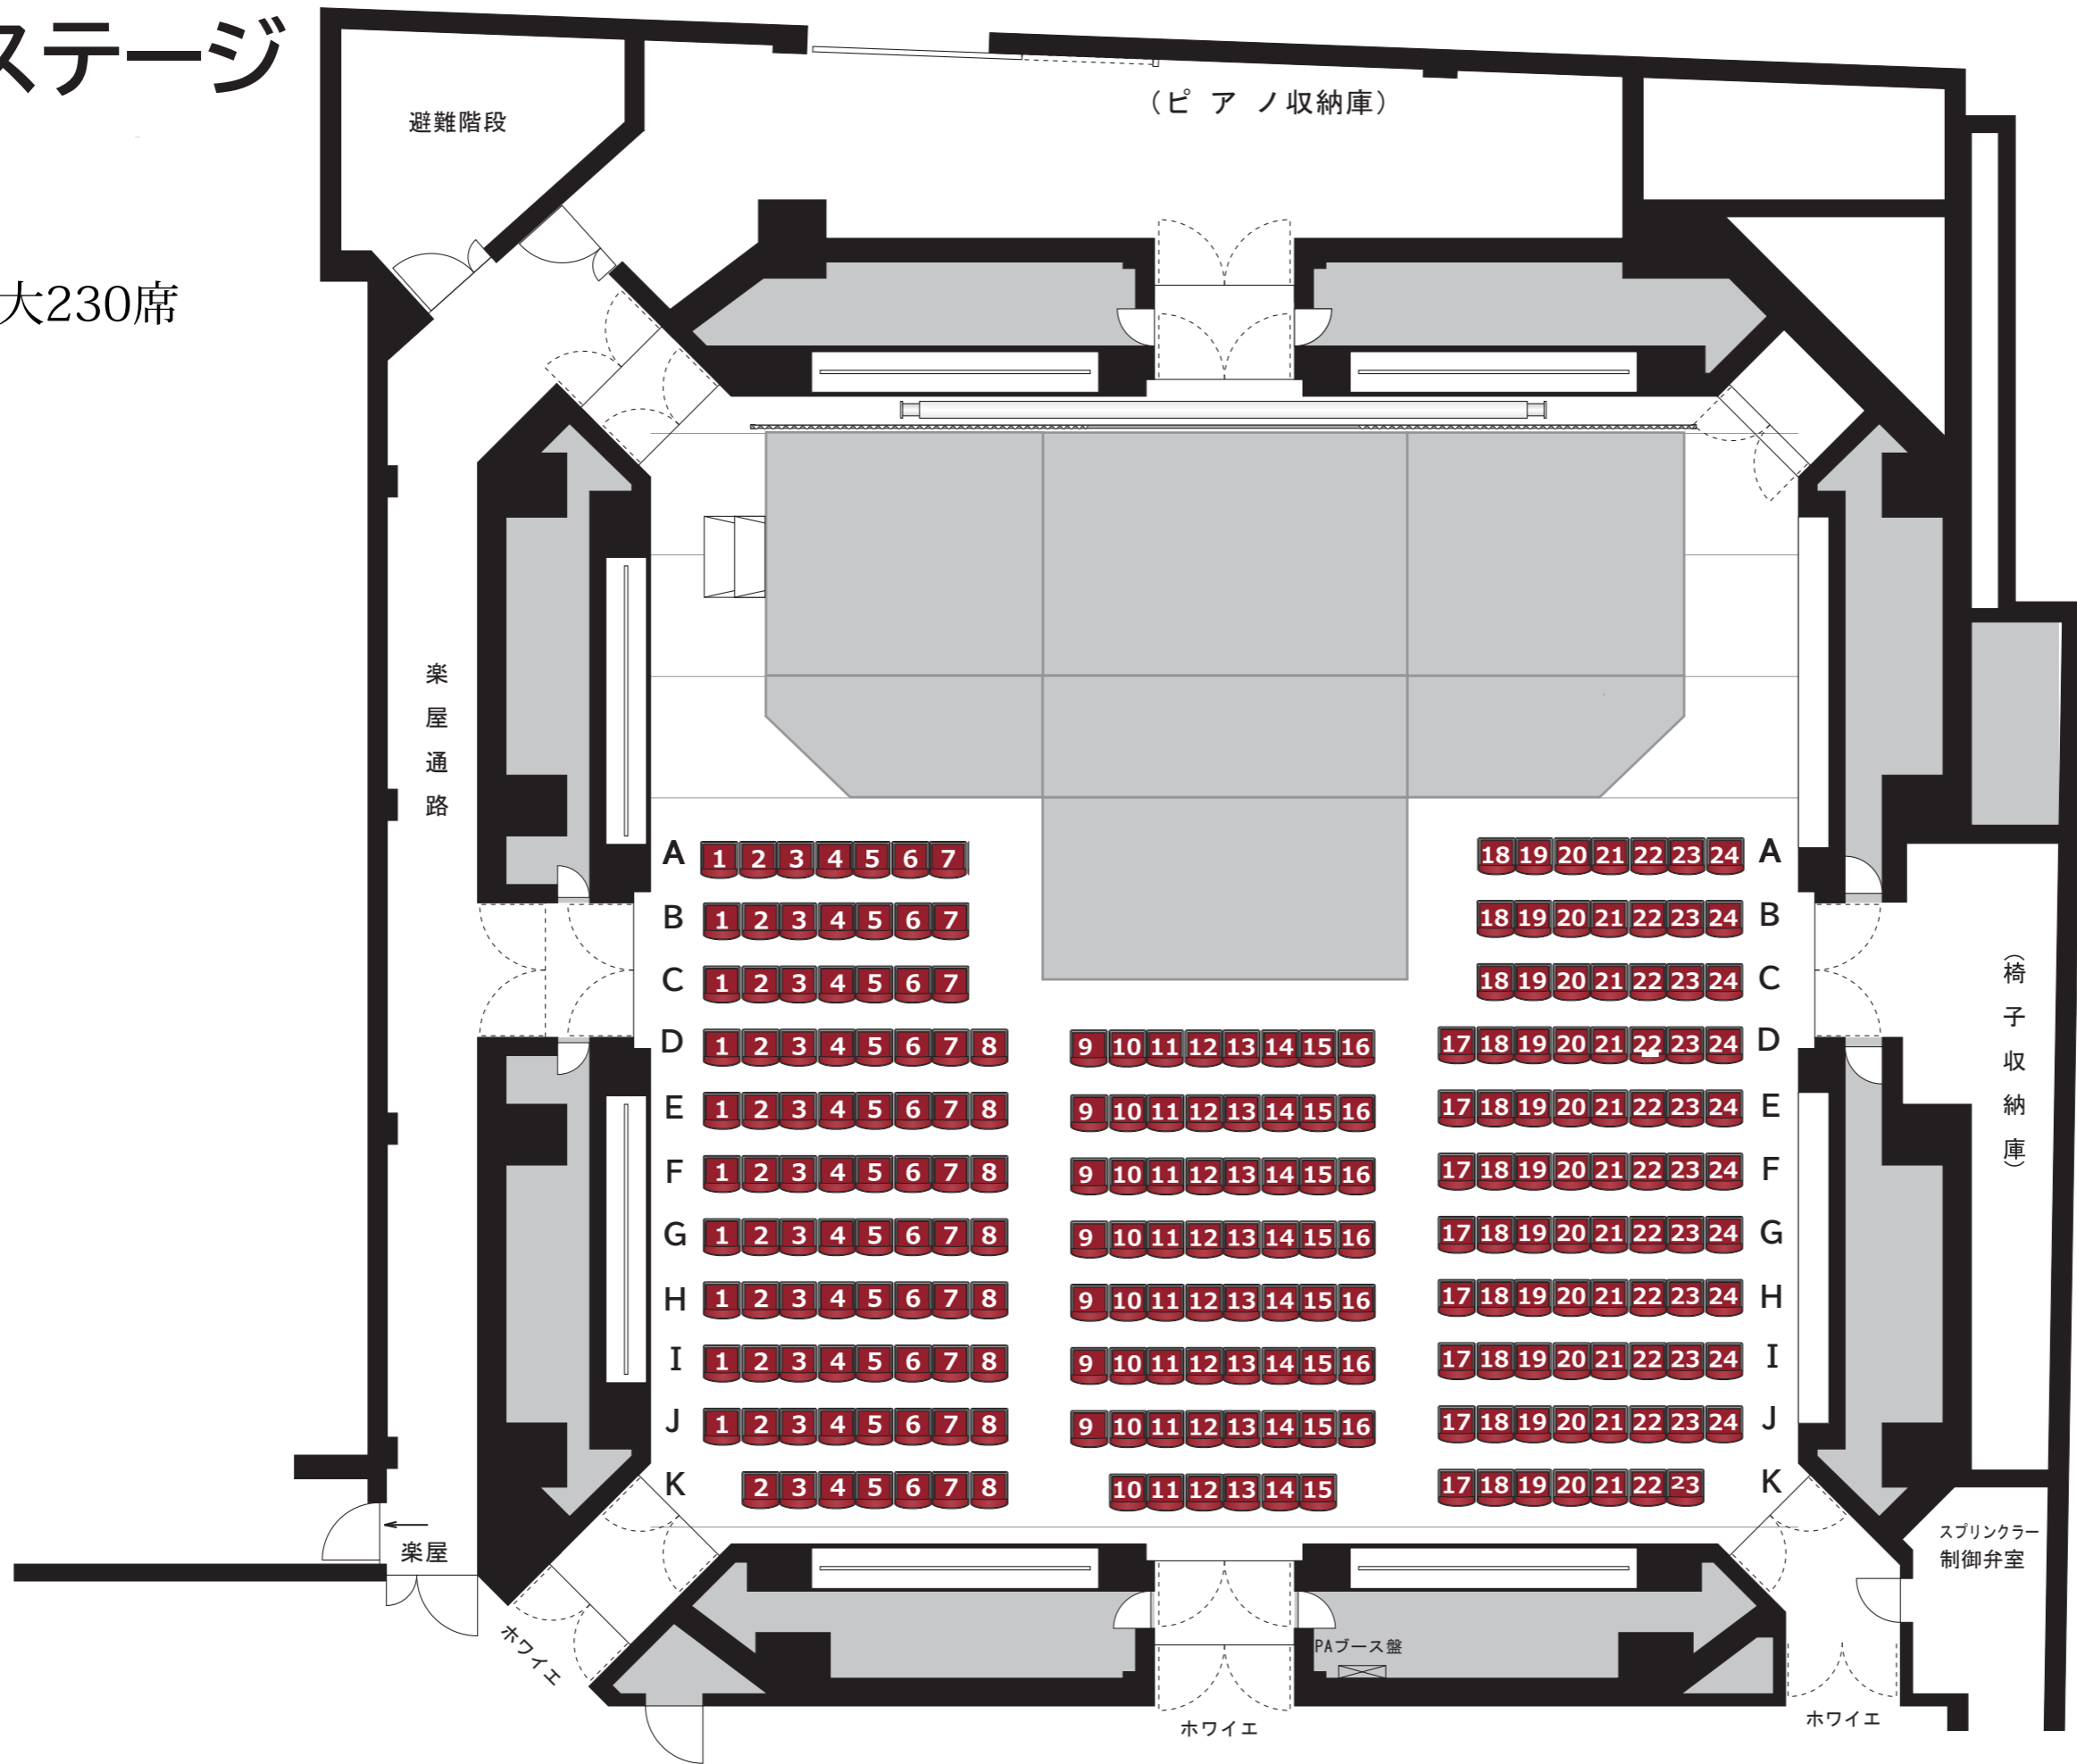 ステージ
大230席
避難階段
(ピアノ収納庫)
楽屋通路
(椅子収納庫)
A 1 2 3 4 5 6 7 18 19 20 21 22 23 24 A
B 1 2 3 4 5 6 7 18 19 20 21 22 23 24 B
C 1 2 3 4 5 6 7 18 19 20 21 22 23 24 C
D 1 2 3 4 5 6 7 8 9 10 11 12 13 14 15 16 17 18 19 20 21 22 23 24 D
E 1 2 3 4 5 6 7 8 9 10 11 12 13 14 15 16 17 18 19 20 21 22 23 24 E
F 1 2 3 4 5 6 7 8 9 10 11 12 13 14 15 16 17 18 19 20 21 22 23 24 F
G 1 2 3 4 5 6 7 8 9 10 11 12 13 14 15 16 17 18 19 20 21 22 23 24 G
H 1 2 3 4 5 6 7 8 9 10 11 12 13 14 15 16 17 18 19 20 21 22 23 24 H
I 1 2 3 4 5 6 7 8 9 10 11 12 13 14 15 16 17 18 19 20 21 22 23 24 I
J 1 2 3 4 5 6 7 8 9 10 11 12 13 14 15 16 17 18 19 20 21 22 23 24 J
K 2 3 4 5 6 7 8 10 11 12 13 14 15 17 18 19 20 21 22 23 K
楽屋
スプリンクラー
制御弁室
ホワイエ
PAブース盤
ホワイエ
ホワイエ